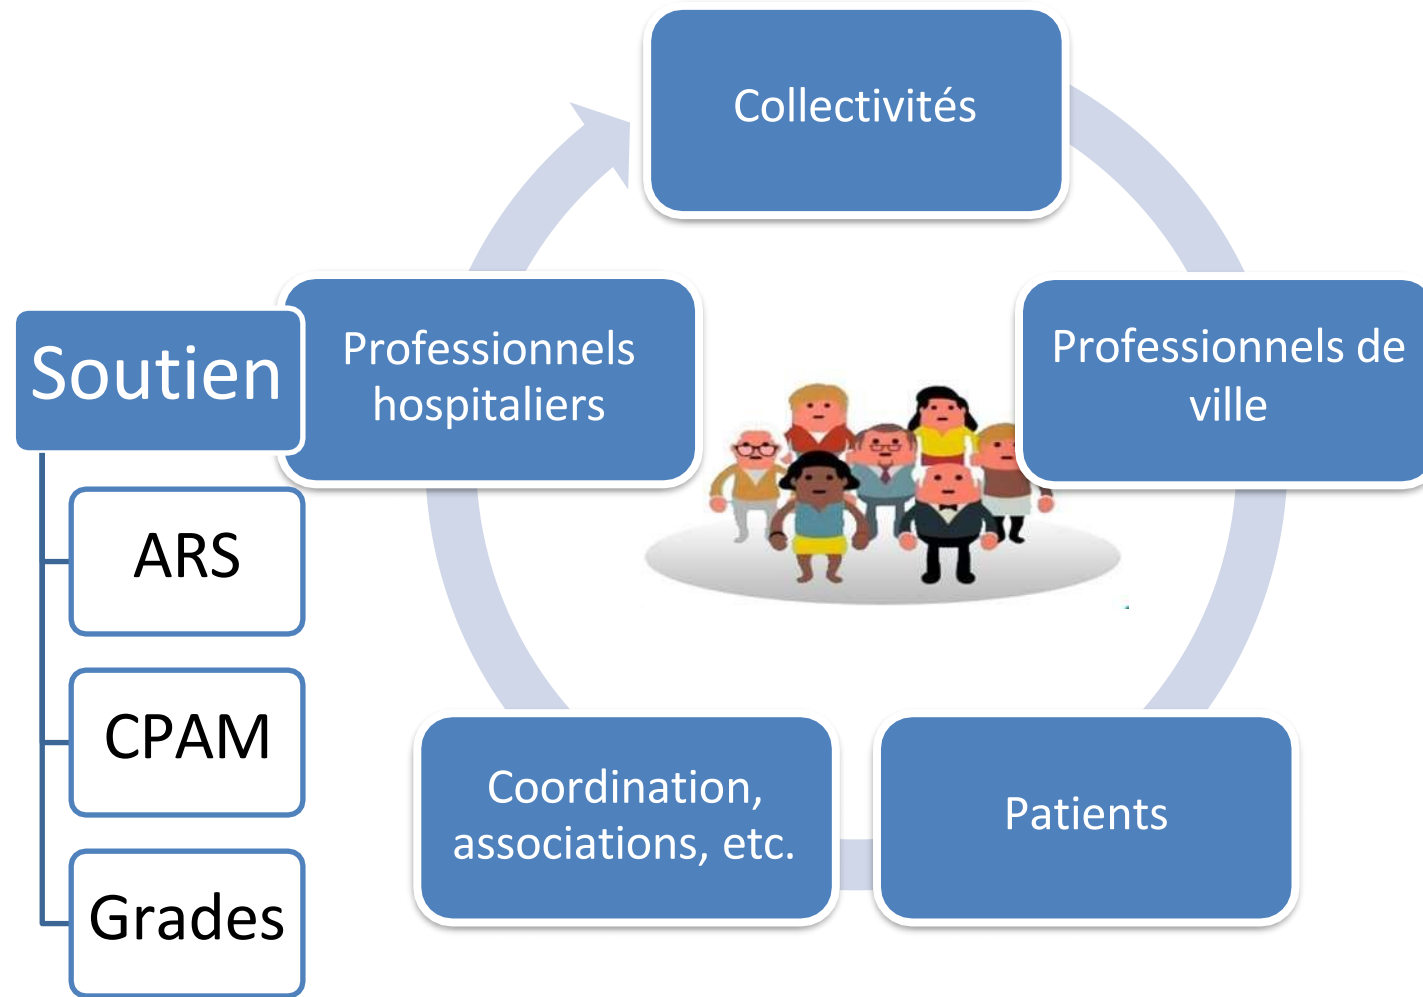 Collectivités
Professionnels de
ville
Patients
Coordination,
associations, etc.
Professionnels
hospitaliers
Soutien
ARS
CPAM
Grades